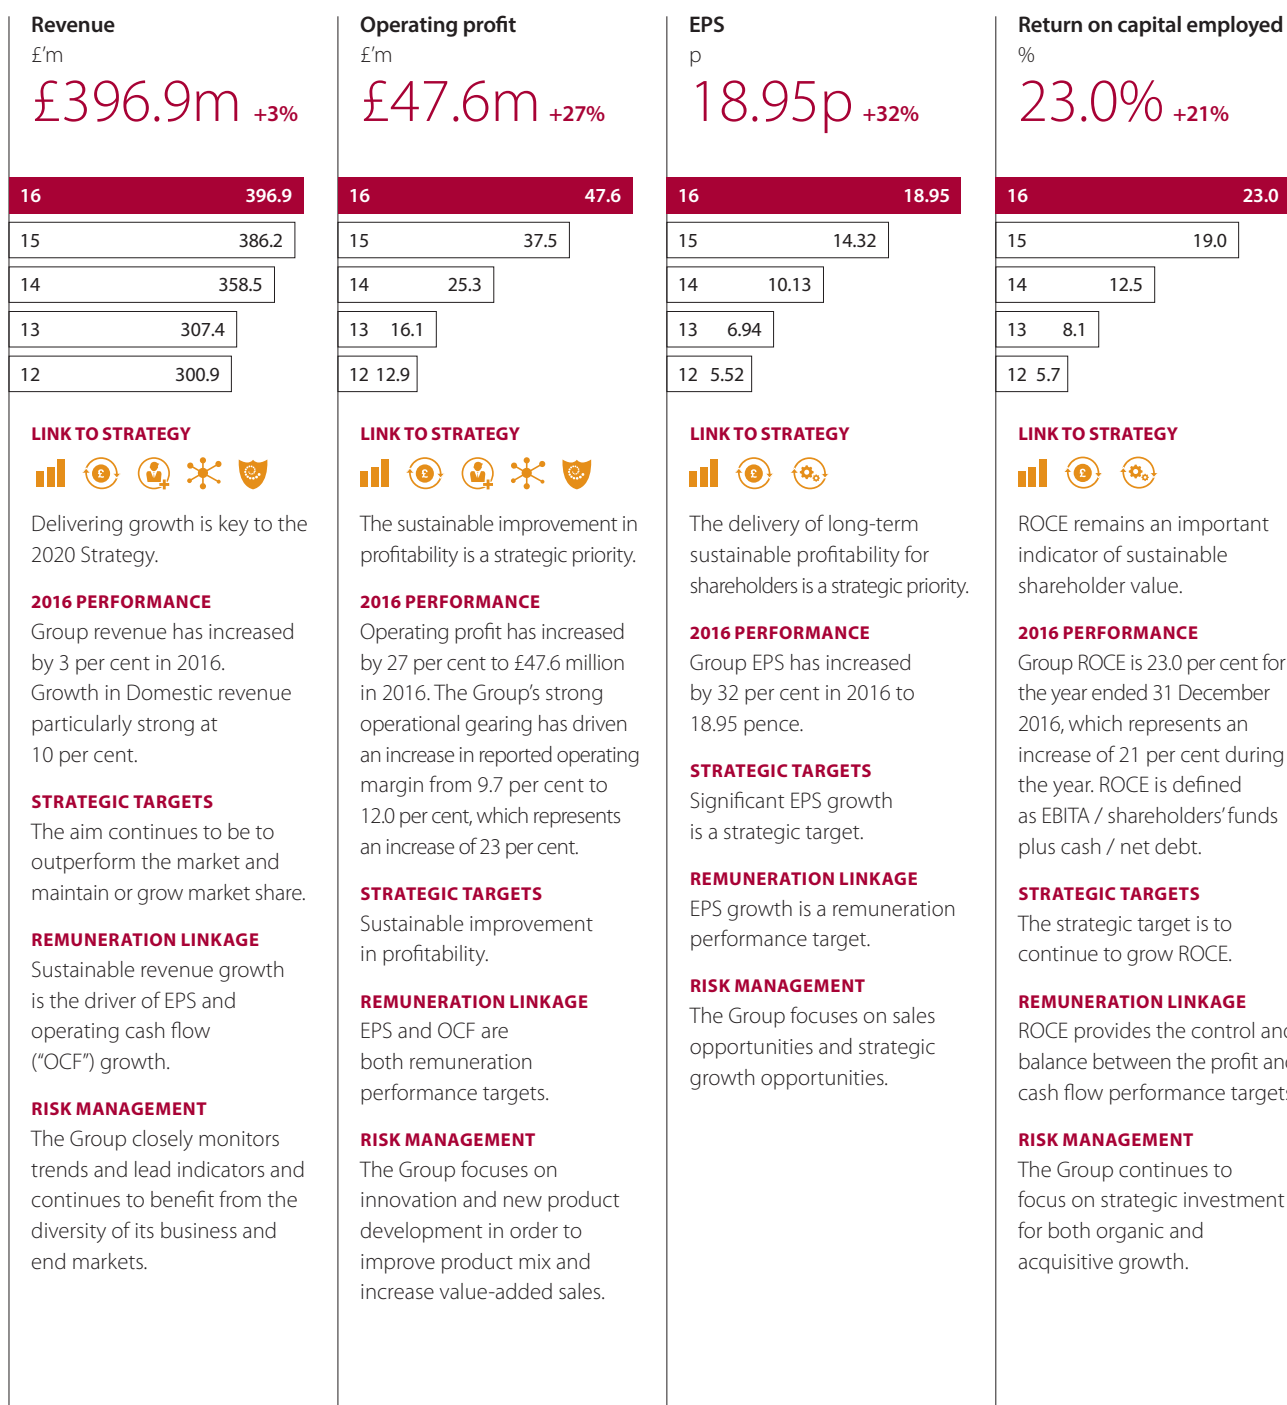 Revenue
£'m
£396.9m +3%
16 396.9
15 386.2
14 358.5
13 307.4
12 300.9
LINK TO STRATEGY
Delivering growth is key to the
2020 Strategy.
2016 PERFORMANCE
Group revenue has increased
by 3 per cent in 2016.
Growth in Domestic revenue
particularly strong at
10 per cent.
STRATEGIC TARGETS
The aim continues to be to
outperform the market and
maintain or grow market share.
REMUNERATION LINKAGE
Sustainable revenue growth
is the driver of EPS and
operating cash flow
(“OCF”) growth.
RISK MANAGEMENT
The Group closely monitors
trends and lead indicators and
continues to benefit from the
diversity of its business and
end markets.
Operating profit
£'m
£47.6m +27%
16 47.6
15 37.5
14 25.3
13 16.1
12 12.9
LINK TO STRATEGY
The sustainable improvement in
profitability is a strategic priority.
2016 PERFORMANCE
Operating profit has increased
by 27 per cent to £47.6 million
in 2016. The Group’s strong
operational gearing has driven
an increase in reported operating
margin from 9.7 per cent to
12.0 per cent, which represents
an increase of 23 per cent.
STRATEGIC TARGETS
Sustainable improvement
in profitability.
REMUNERATION LINKAGE
EPS and OCF are
both remuneration
performance targets.
RISK MANAGEMENT
The Group focuses on
innovation and new product
development in order to
improve product mix and
increase value-added sales.
EPS
p
18.95p +32%
16 18.95
15 14.32
14 10.13
13 6.94
12 5.52
LINK TO STRATEGY
The delivery of long-term
sustainable profitability for
shareholders is a strategic priority.
2016 PERFORMANCE
Group EPS has increased
by 32 per cent in 2016 to
18.95 pence.
STRATEGIC TARGETS
Significant EPS growth
is a strategic target.
REMUNERATION LINKAGE
EPS growth is a remuneration
performance target.
RISK MANAGEMENT
The Group focuses on sales
opportunities and strategic
growth opportunities.
Return on capital employed
%
23.0% +21%
16 23.0
15 19.0
14 12.5
13 8.1
12 5.7
LINK TO STRATEGY
ROCE remains an important
indicator of sustainable
shareholder value.
2016 PERFORMANCE
Group ROCE is 23.0 per cent for
the year ended 31 December
2016, which represents an
increase of 21 per cent during
the year. ROCE is defined
as EBITA / shareholders’ funds
plus cash / net debt.
STRATEGIC TARGETS
The strategic target is to
continue to grow ROCE.
REMUNERATION LINKAGE
ROCE provides the control and
balance between the profit and
cash flow performance targets
RISK MANAGEMENT
The Group continues to
focus on strategic investment
for both organic and
acquisitive growth.